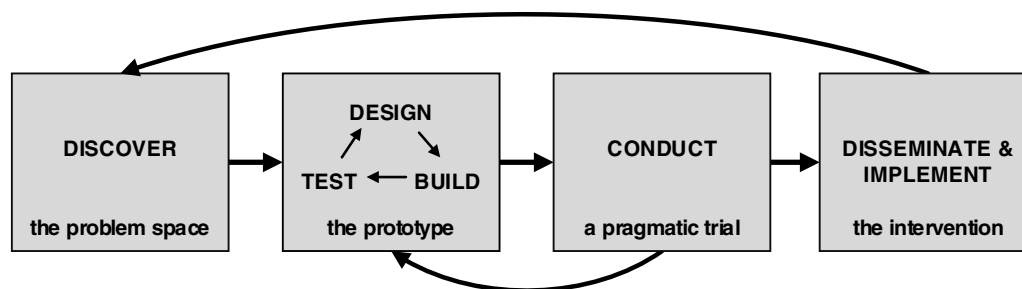 DISCOVER
the problem space
DESIGN
TEST
BUILD
the prototype
CONDUCT
a pragmatic trial
DISSEMINATE &
IMPLEMENT
the intervention